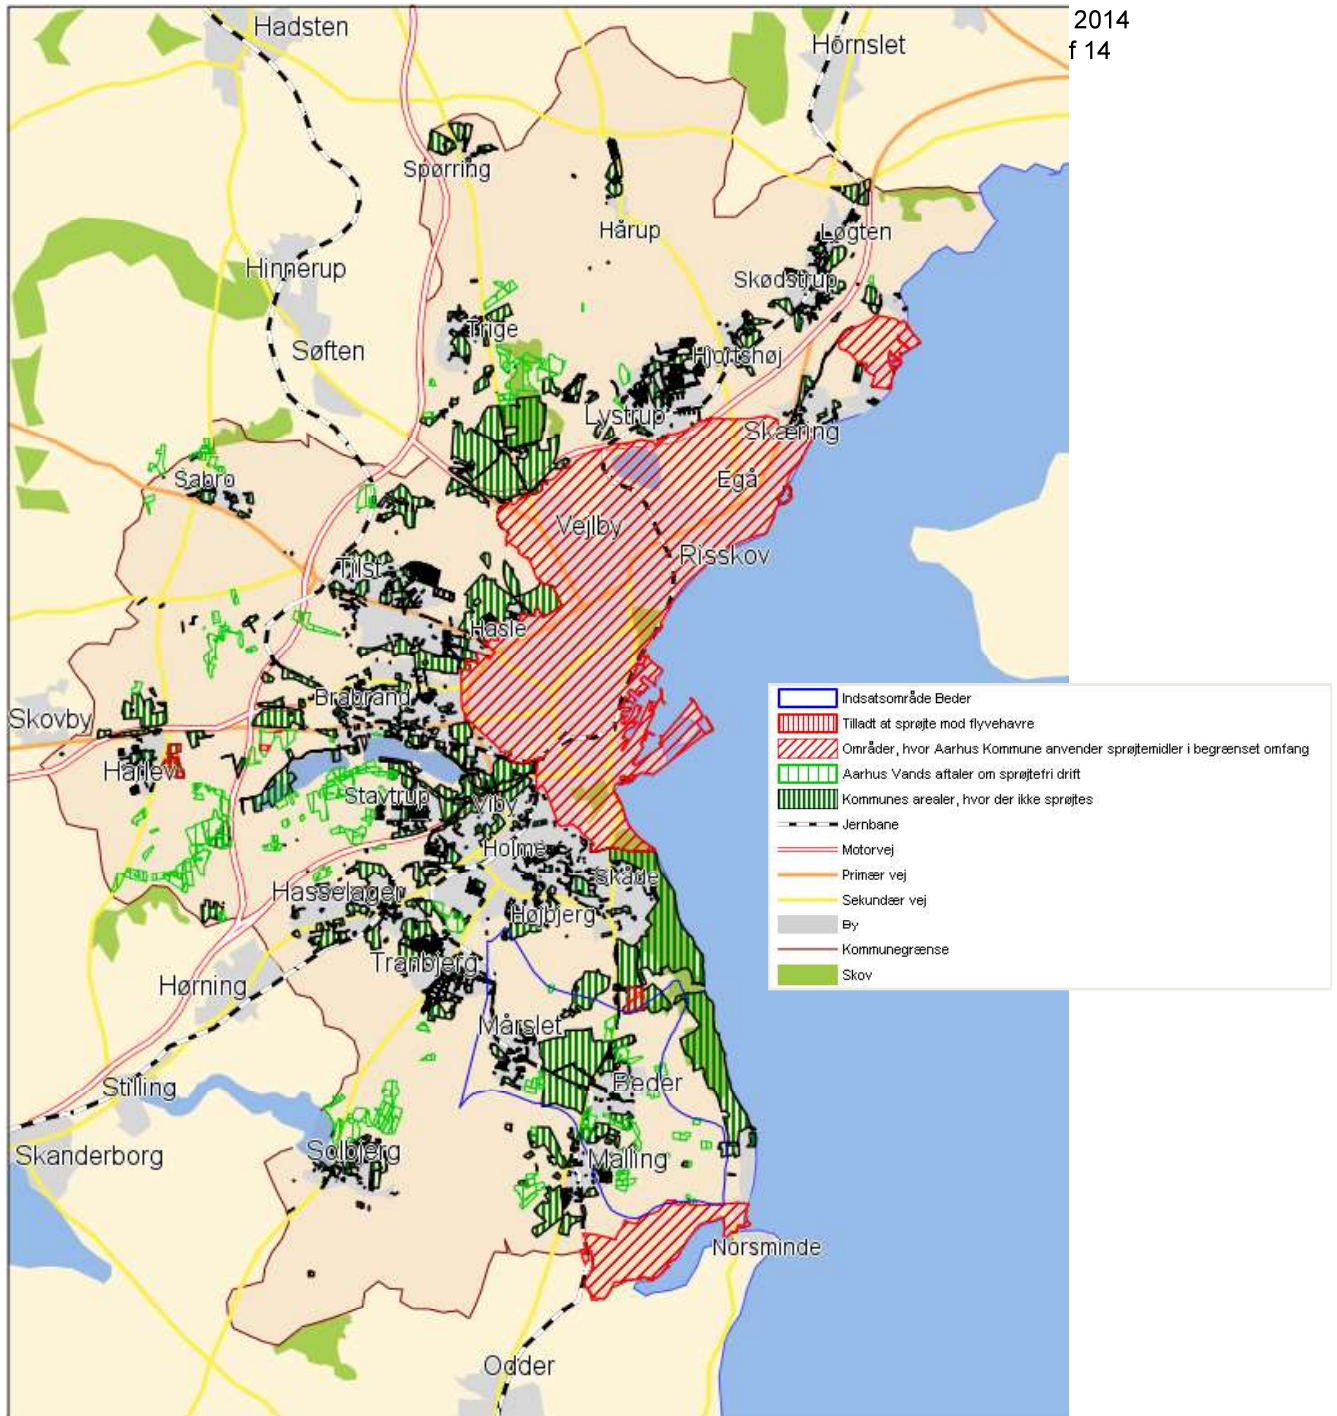 2014
f 14
Hadsten
Hornslet
Spørring
Hårup
Løgten
Hinnerup
Skødstrup
Trige
Søften
Hjortshøj
Lystrup
Skæring
Sabro
Egå
Vejlby
Risskov
Tilst
Hasle
Brabrand
Skovby
Harlev
Stavtrup
Viby
Holme
Skåde
Hasselager
Højbjerg
Tranbjerg
Hørning
Mårslet
Beder
Stilling
Solbjerg
Skanderborg
Malling
Norsminde
Odder
Indsatsområde Beder
Tilladt at sprøjte mod flyvehavre
Områder, hvor Aarhus Kommune anvender sprøjtemidler i begrænset omfang
Aarhus Vands aftaler om sprøjtefri drift
Kommunes arealer, hvor der ikke sprøjtes
Jernbane
Motorvej
Primær vej
Sekundær vej
By
Kommunegrænse
Skov